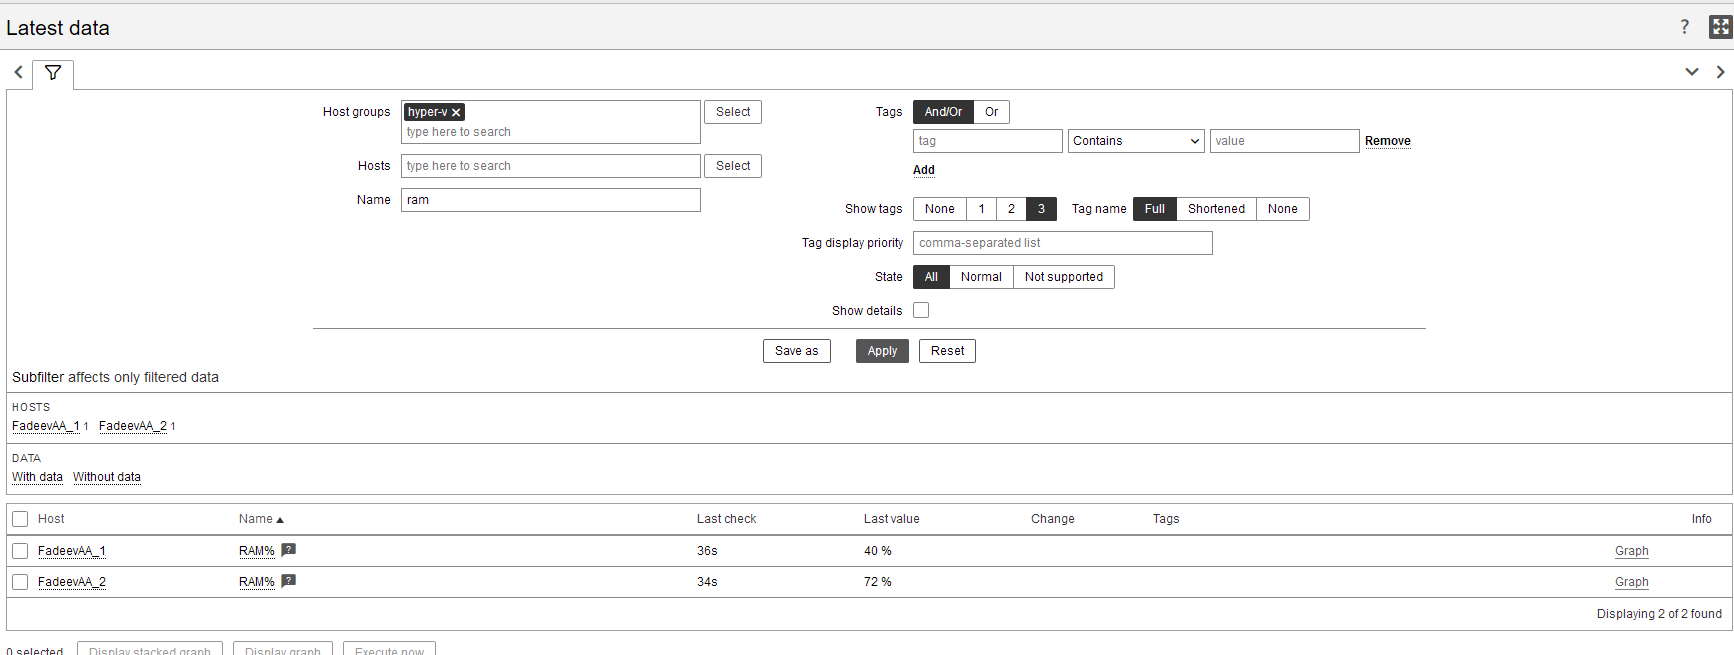 Latest data
?
Host groups
hyper-v
type here to search
Select
Hosts
type here to search
Select
Name
ram
Tags
And/Or Or
tag Contains value Remove
Add
Show tags None 1 2 3 Tag name Full Shortened None
Tag display priority comma-separated list
State All Normal Not supported
Show details
Save as Apply Reset
Subfilter affects only filtered data
HOSTS
FadeevAA_1 1 FadeevAA_2 1
DATA
With data Without data
Host Name Last check Last value Change Tags Info
FadeevAA_1 RAM% ? 36s 40 % Graph
FadeevAA_2 RAM% ? 34s 72 % Graph
Displaying 2 of 2 found
0 selected Display stacked graph Display graph Execute now